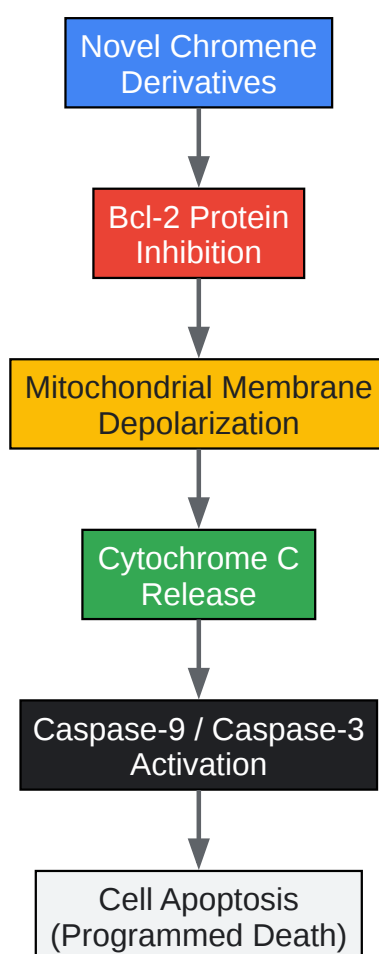 Novel Chromene
Derivatives
Bcl-2 Protein
Inhibition
Mitochondrial Membrane
Depolarization
Cytochrome C
Release
Caspase-9 / Caspase-3
Activation
Cell Apoptosis
(Programmed Death)